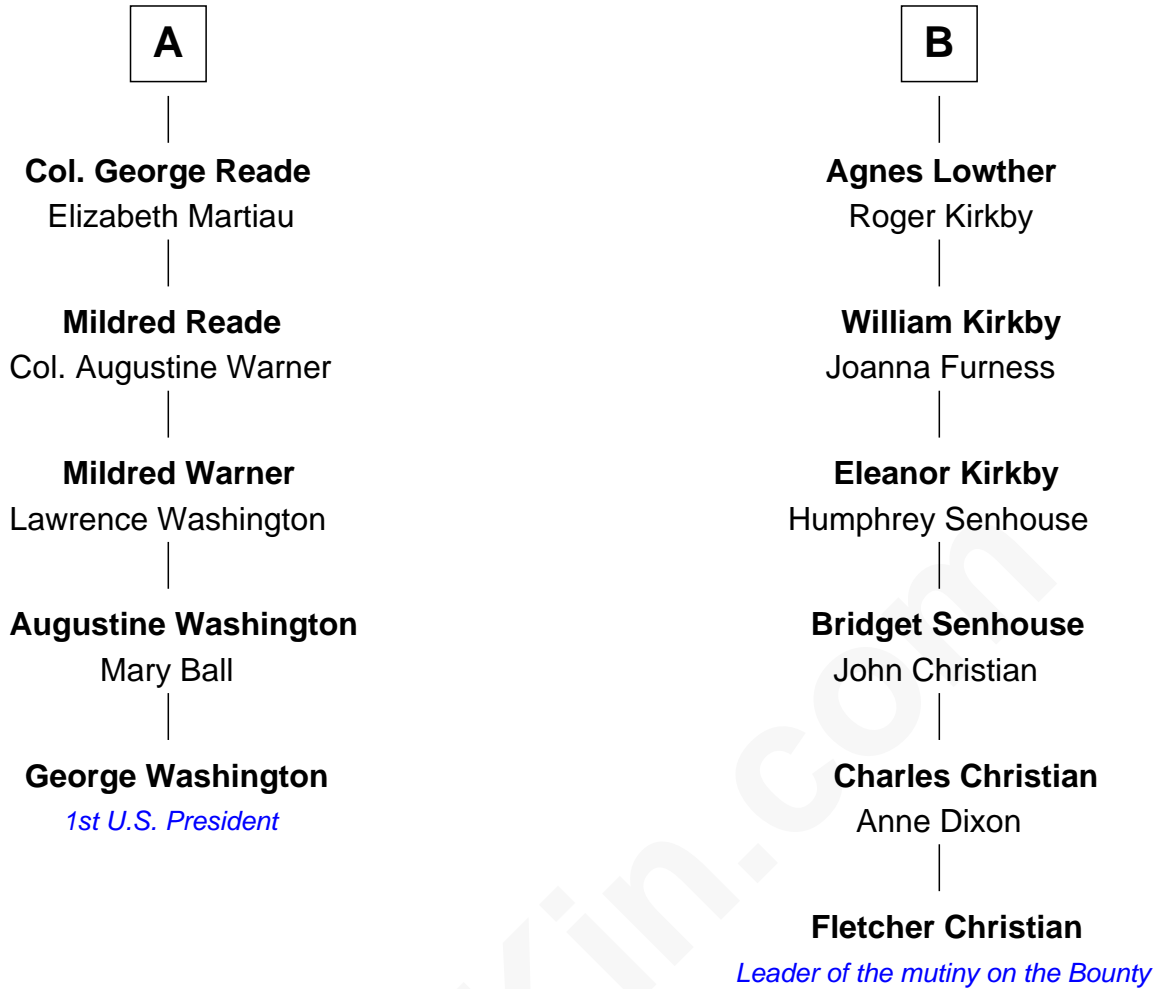 A
Col. George Reade
Elizabeth Martiau
Mildred Reade
Col. Augustine Warner
Mildred Warner
Lawrence Washington
Augustine Washington
Mary Ball
George Washington
1st U.S. President
B
Agnes Lowther
Roger Kirkby
William Kirkby
Joanna Furness
Eleanor Kirkby
Humphrey Senhouse
Bridget Senhouse
John Christian
Charles Christian
Anne Dixon
Fletcher Christian
Leader of the mutiny on the Bounty
Kin.com